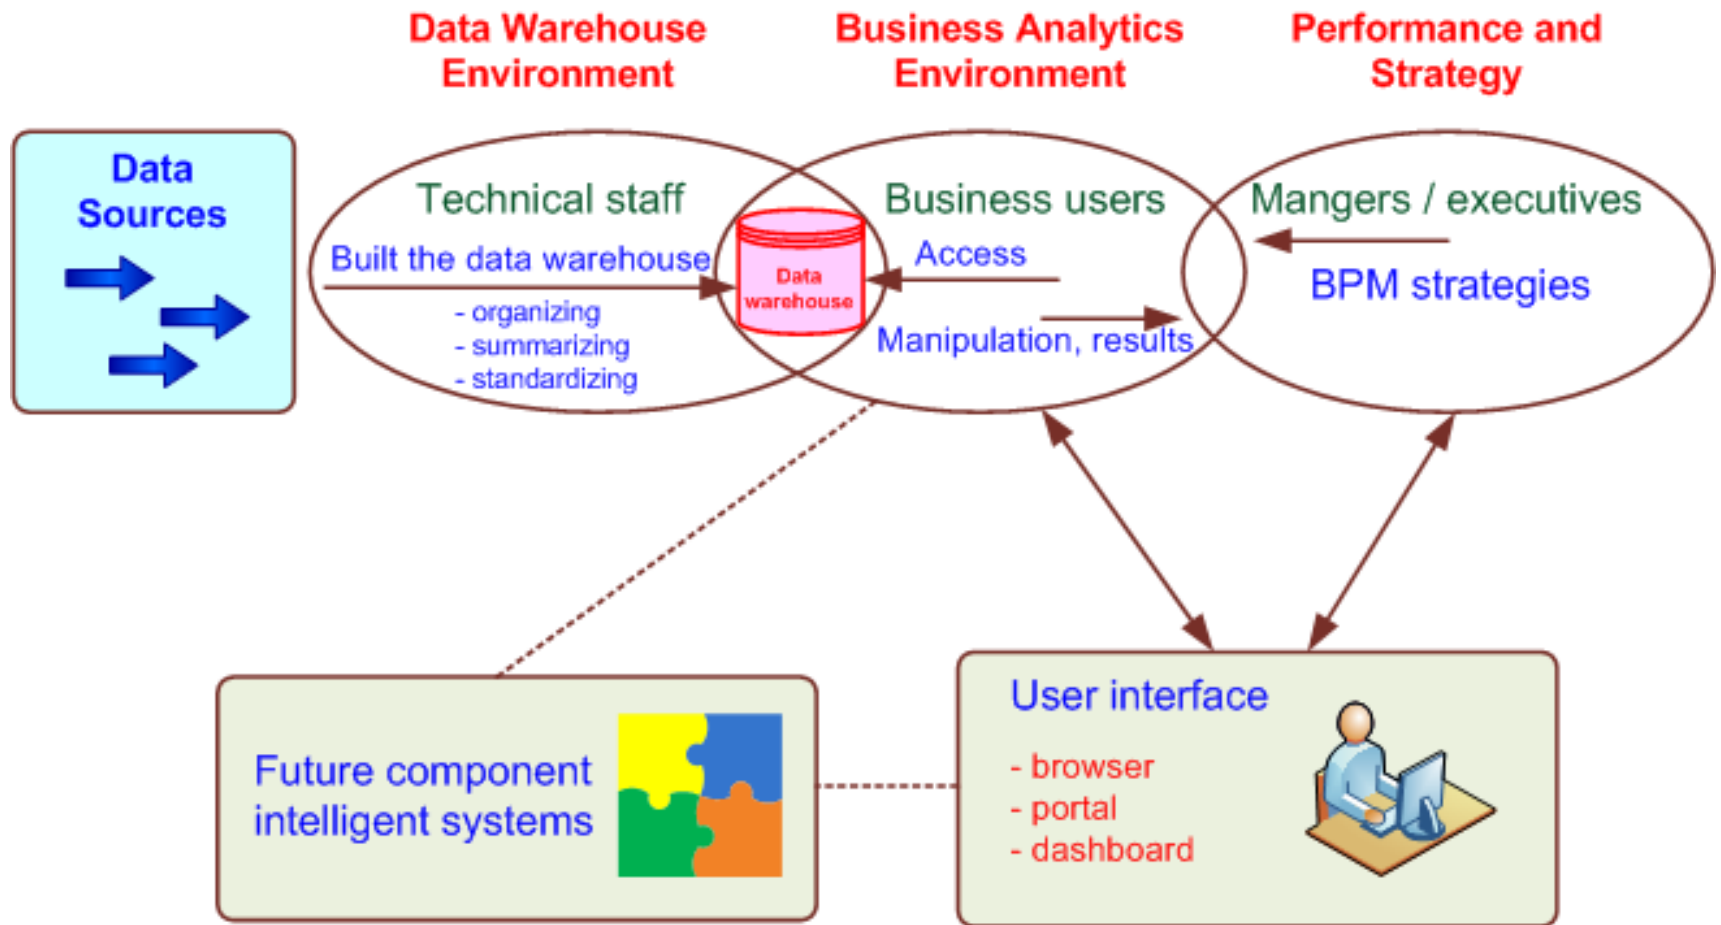 Data Warehouse
Environment
Business Analytics
Environment
Performance and
Strategy
Data
Sources
Technical staff
Built the data warehouse
- organizing
- summarizing
- standardizing
Data
warehouse
Business users
Access
Manipulation, results
Mangers / executives
BPM strategies
Future component
intelligent systems
User interface
- browser
- portal
- dashboard